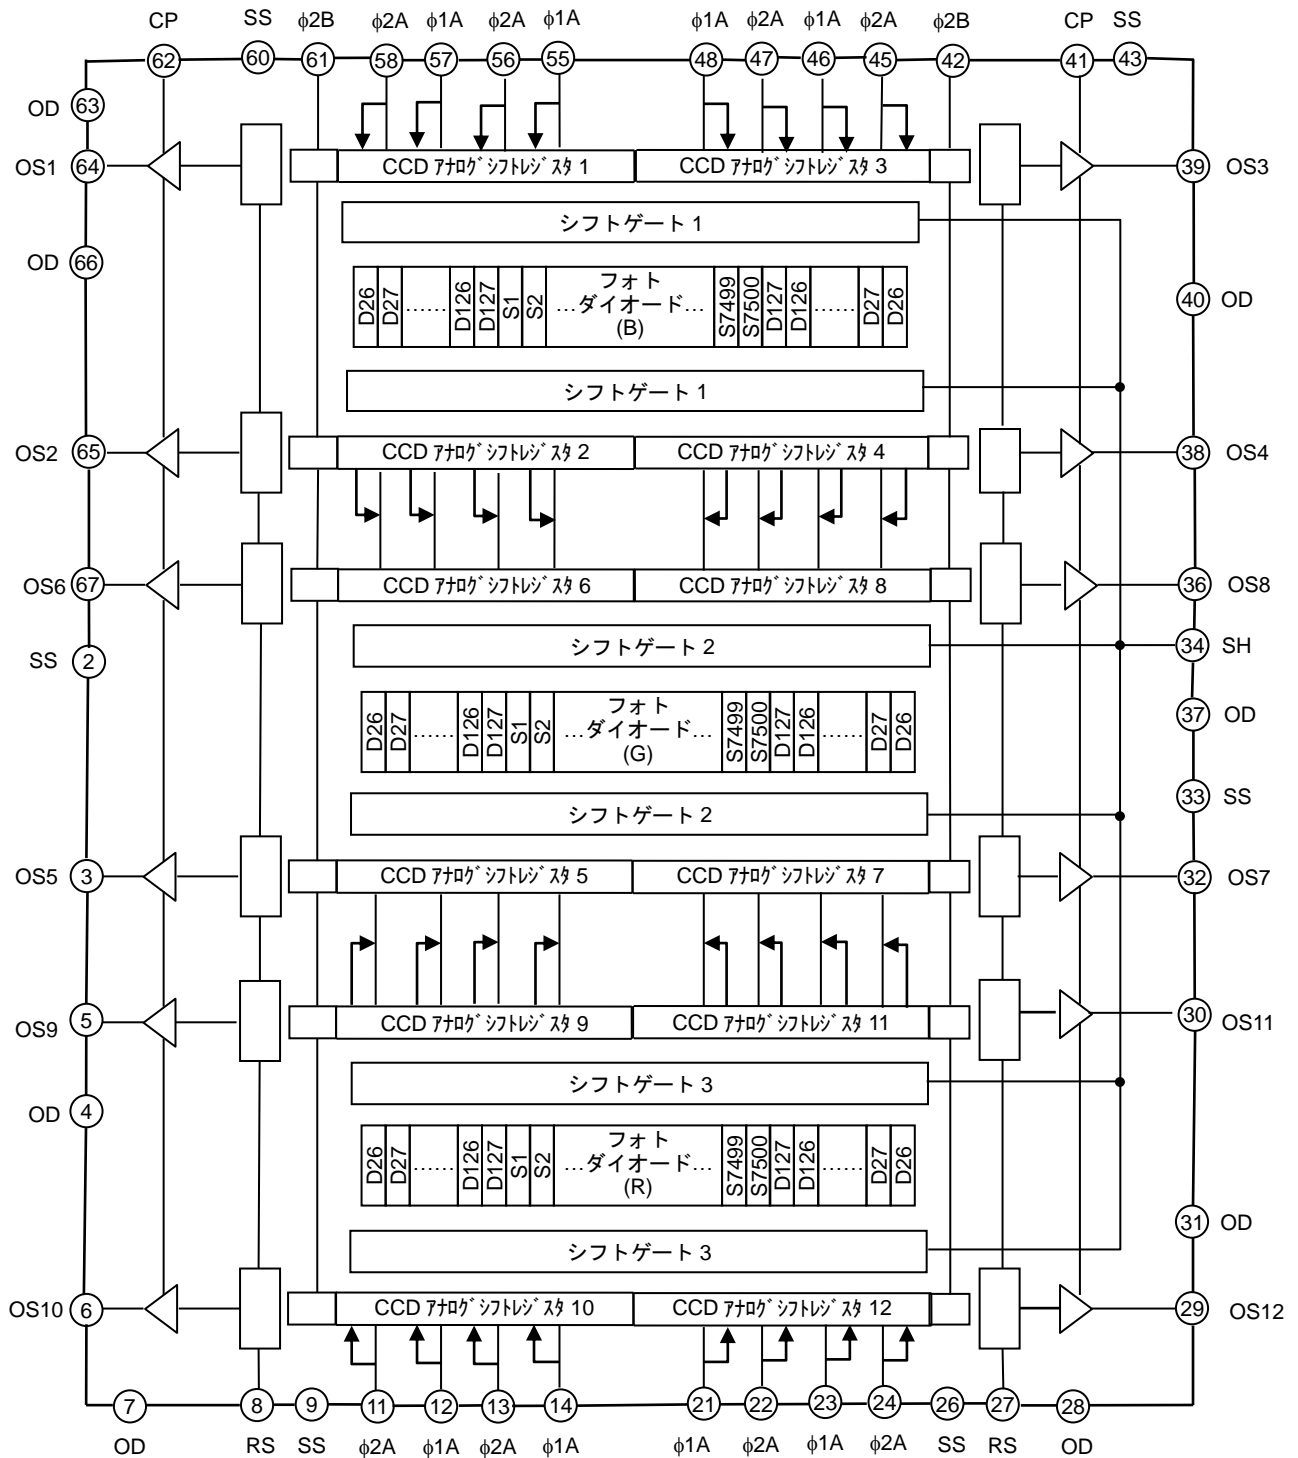 CP SS φ2B φ2A φ1A φ2A φ1A φ1A φ2A φ1A φ2A φ2B CP SS
62 60 61 58 57 56 55 48 47 46 45 42 41 43
OD 63
OS1 64 CCD アナログシフトレジスタ 1 CCD アナログシフトレジスタ 3 39 OS3
シフトゲート 1
OD 66
D26 D27 …… D126 D127 S1 S2 …フォトダイオード… (B) S7499 S7500 D127 D126 …… D27 D26
40 OD
シフトゲート 1
OS2 65 CCD アナログシフトレジスタ 2 CCD アナログシフトレジスタ 4 38 OS4
OS6 67 CCD アナログシフトレジスタ 6 CCD アナログシフトレジスタ 8 36 OS8
シフトゲート 2 34 SH
SS 2
D26 D27 …… D126 D127 S1 S2 …フォトダイオード… (G) S7499 S7500 D127 D126 …… D27 D26
37 OD
33 SS
シフトゲート 2
OS5 3 CCD アナログシフトレジスタ 5 CCD アナログシフトレジスタ 7 32 OS7
OS9 5 CCD アナログシフトレジスタ 9 CCD アナログシフトレジスタ 11 30 OS11
シフトゲート 3
OD 4
D26 D27 …… D126 D127 S1 S2 …フォトダイオード… (R) S7499 S7500 D127 D126 …… D27 D26
31 OD
シフトゲート 3
OS10 6 CCD アナログシフトレジスタ 10 CCD アナログシフトレジスタ 12 29 OS12
7 8 9 11 12 13 14 21 22 23 24 26 27 28
OD RS SS φ2A φ1A φ2A φ1A φ1A φ2A φ1A φ2A SS RS OD